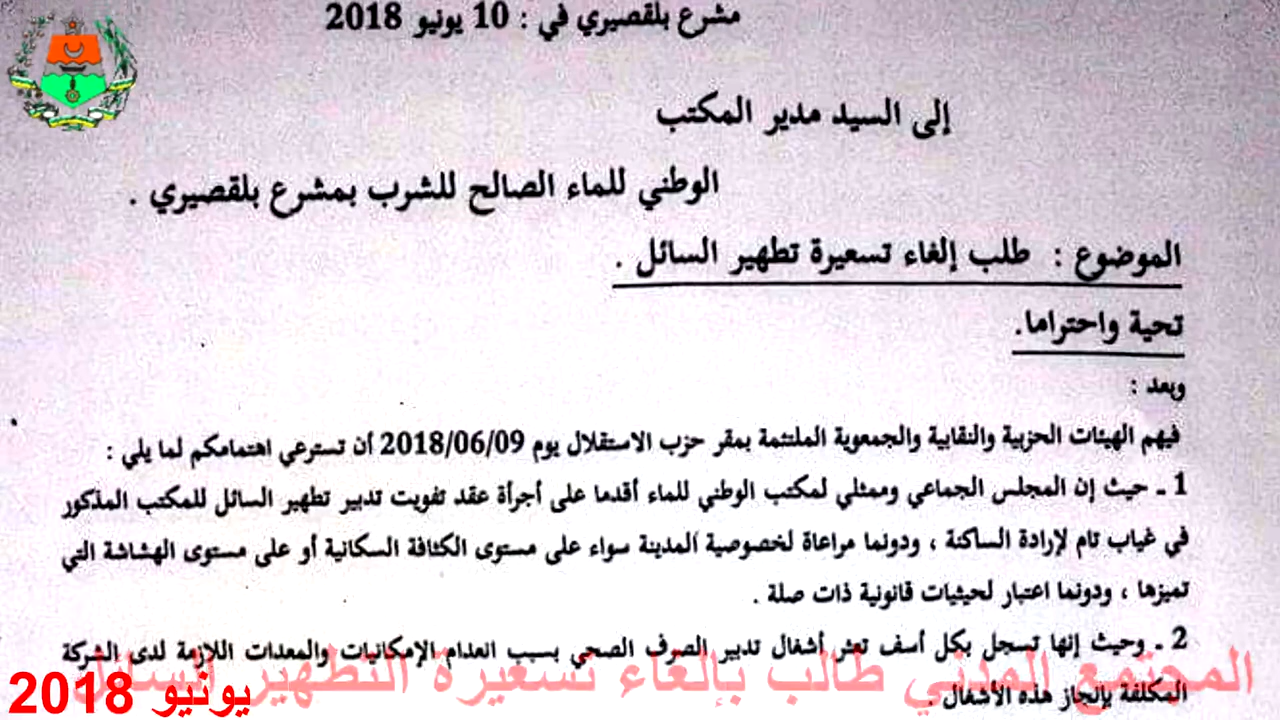 مشرع بلقصيري في : 10 يونيو 2018
إلى السيد مدير المكتب
الوطني للماء الصالح للشرب بمشرع بلقصيري .
الموضوع : طلب إلغاء تسعيرة تطهير السائل .
تحية واحتراما.
وبعد :
فيهم الهيئات الحزبية والنقابية والجمعوية الملتئمة بمقر حزب الاستقلال يوم 2018/06/09 أن تسترعي اهتمامكم لما يلي :
1 ـ حيث إن المجلس الجماعي وممثلي لمكتب الوطني للماء أقدما على أجرأة عقد تفويت تدبير تطهير السائل للمكتب المذكور
في غياب تام لإرادة الساكنة ، ودونما مراعاة لخصوصية المدينة سواء على مستوى الكثافة السكانية أو على مستوى الهشاشة التي
تميزها ، ودونما اعتبار لحيثيات قانونية ذات صلة .
2 ـ وحيث إنها تسجل بكل أسف تعثر أشغال تدبير الصرف الصحي بسبب انعدام الإمكانيات والمعدات اللازمة لدى الشركة
المكلفة بإنجاز هذه الأشغال .
المجتمع المدني طالب بإلغاء تسعيرة التطهير السائل
يونيو 2018